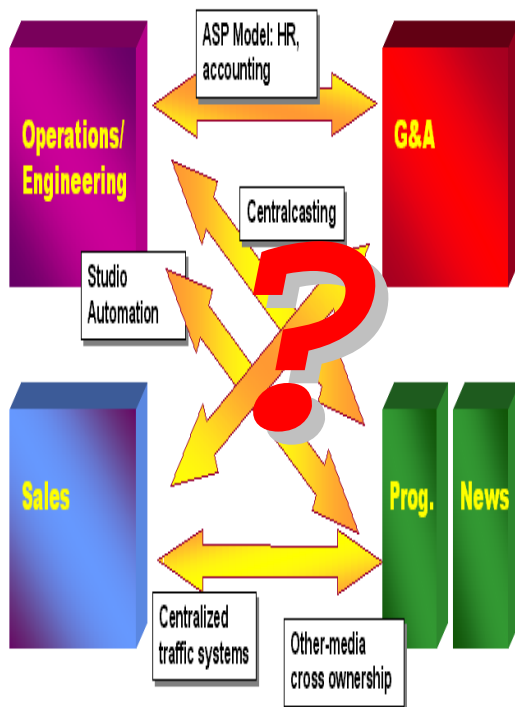 ASP Model: HR,
accounting
Operations/
Engineering
G&A
Centralcasting
Studio
Automation
?
Sales
Prog.
News
Centralized
traffic systems
Other-media
cross ownership